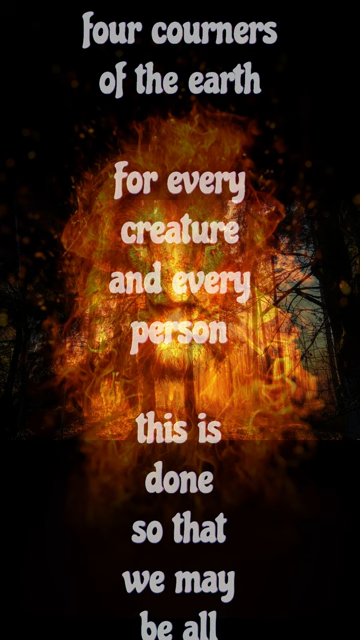 four courners
of the earth
for every
creature
and every
person
this is
done
so that
we may
be all